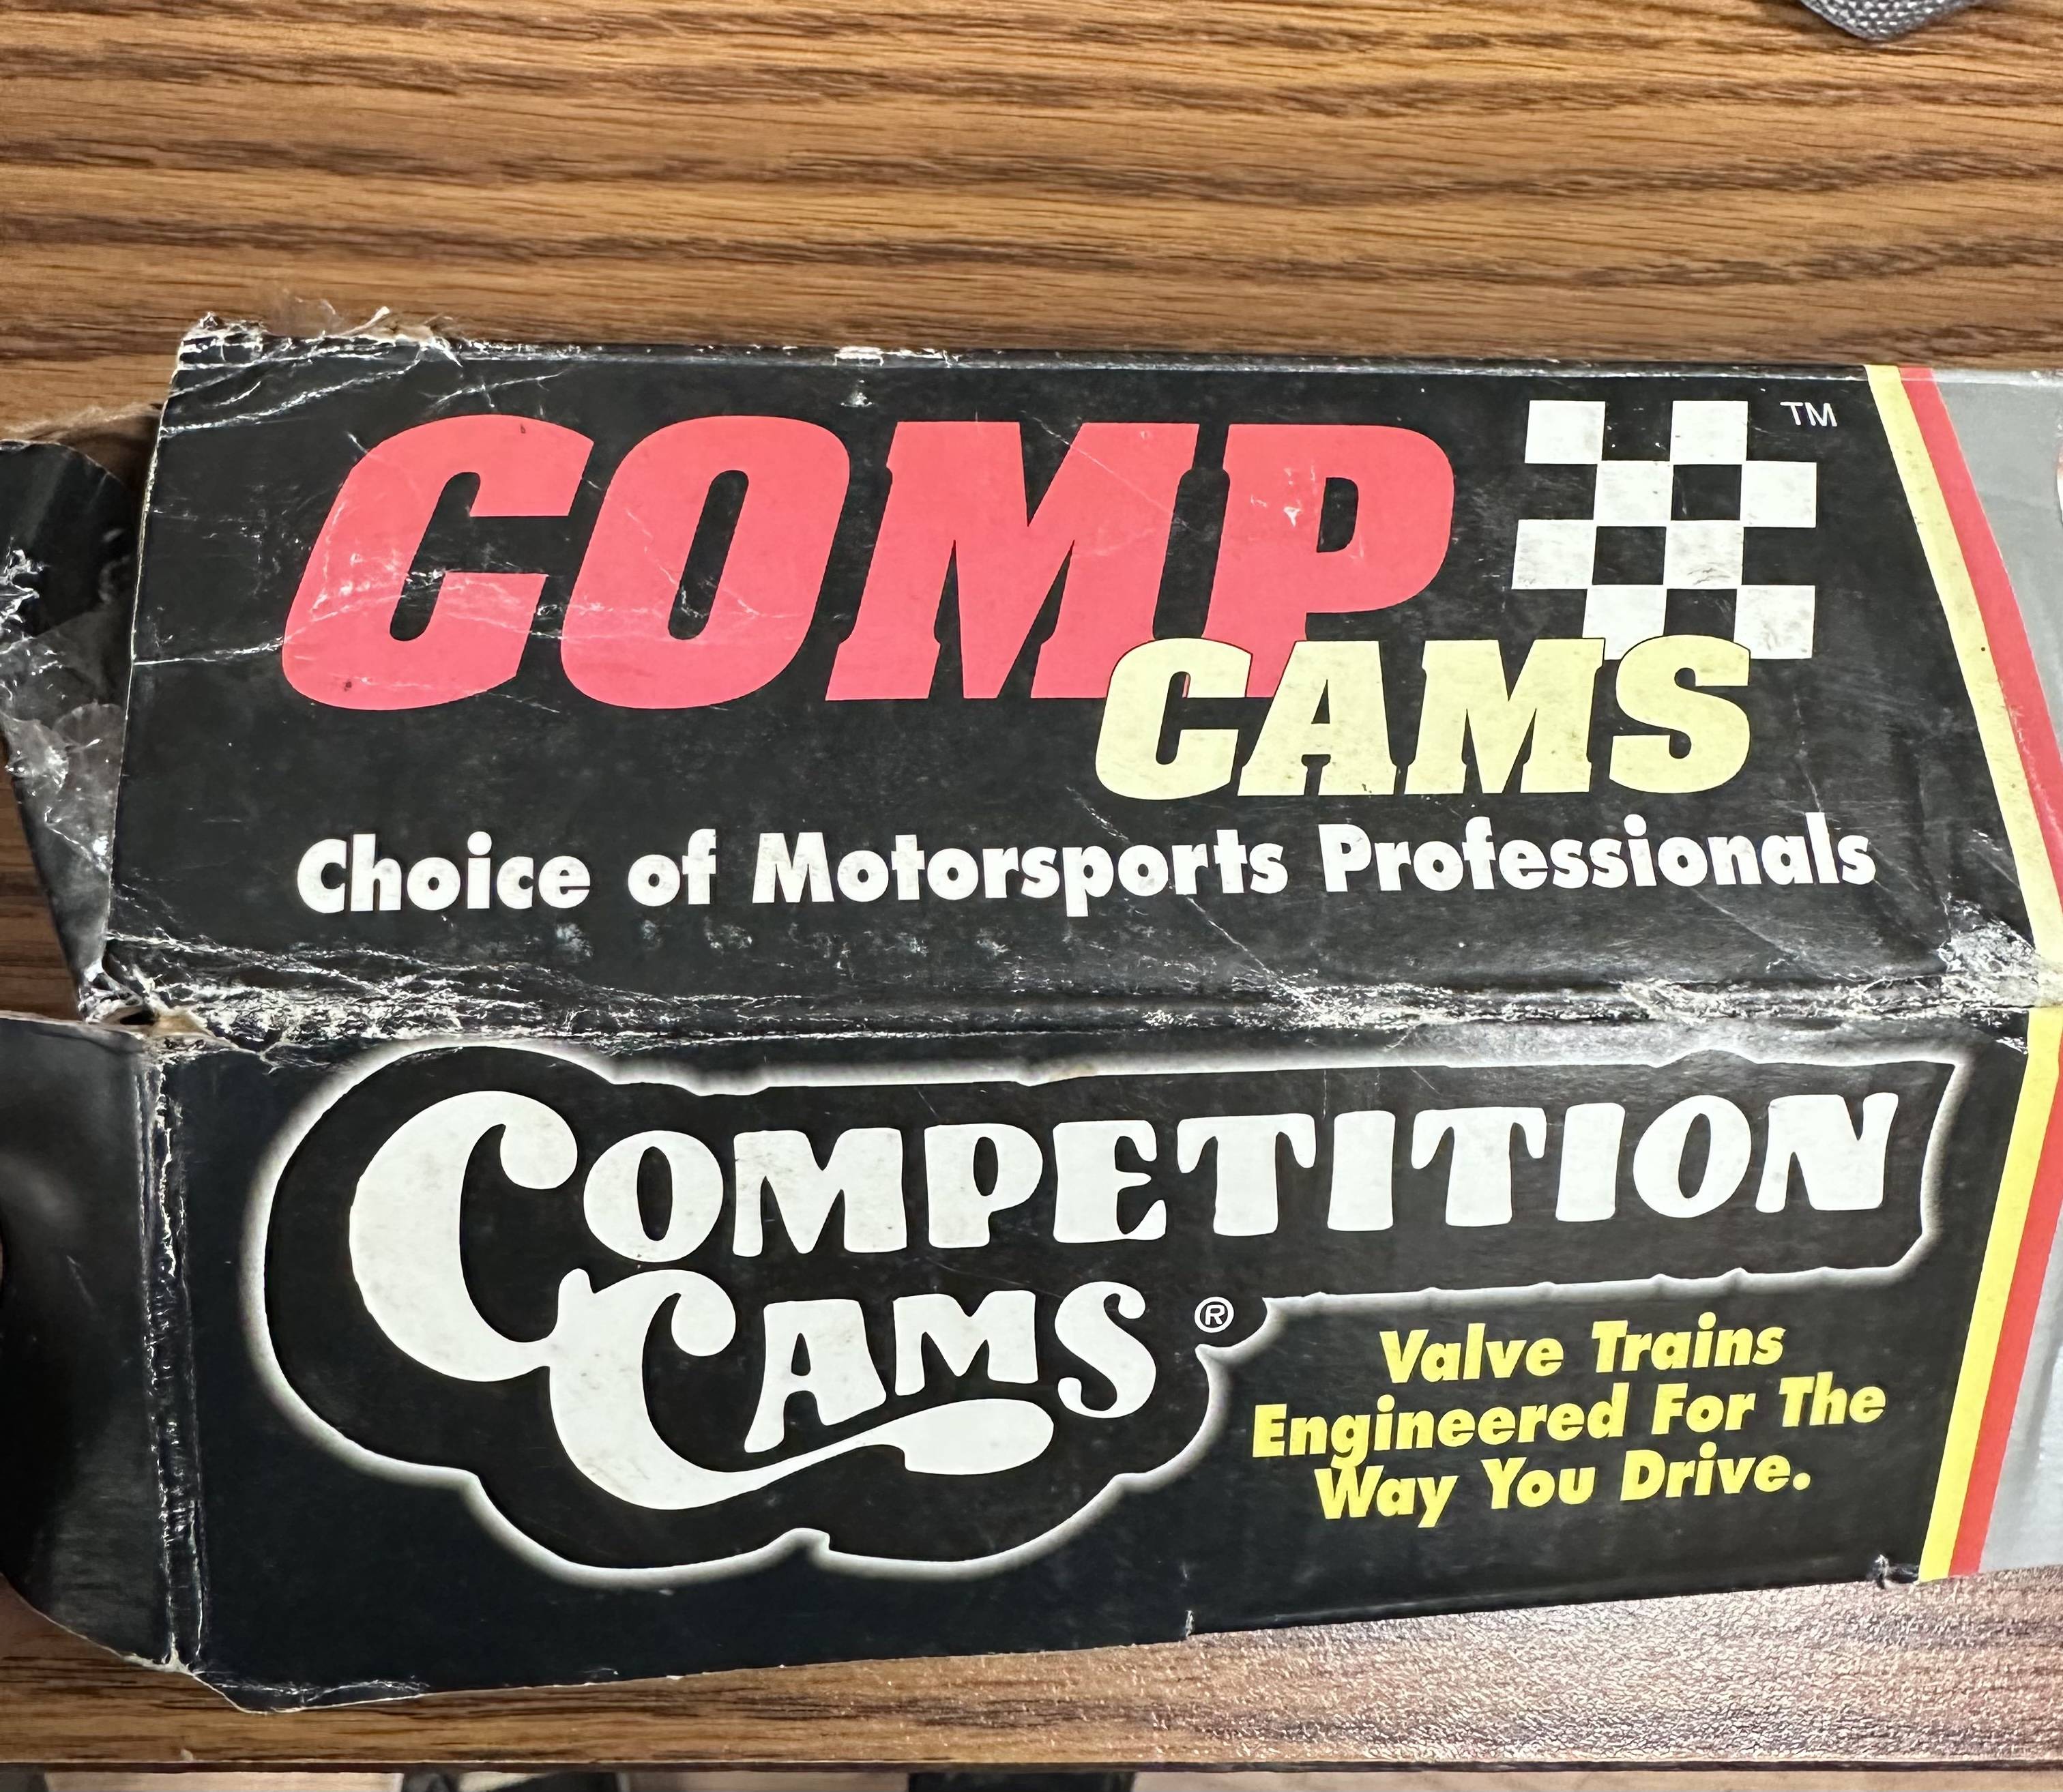 COMP
CAMS
TM
Choice of Motorsports Professionals
COMPETITION
CAMS®
Valve Trains
Engineered For The
Way You Drive.